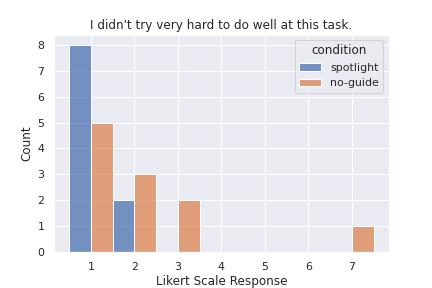 I didn't try very hard to do well at this task.
condition
spotlight
no-guide
Count
8
7
6
5
4
3
2
1
0
1 2 3 4 5 6 7
Likert Scale Response